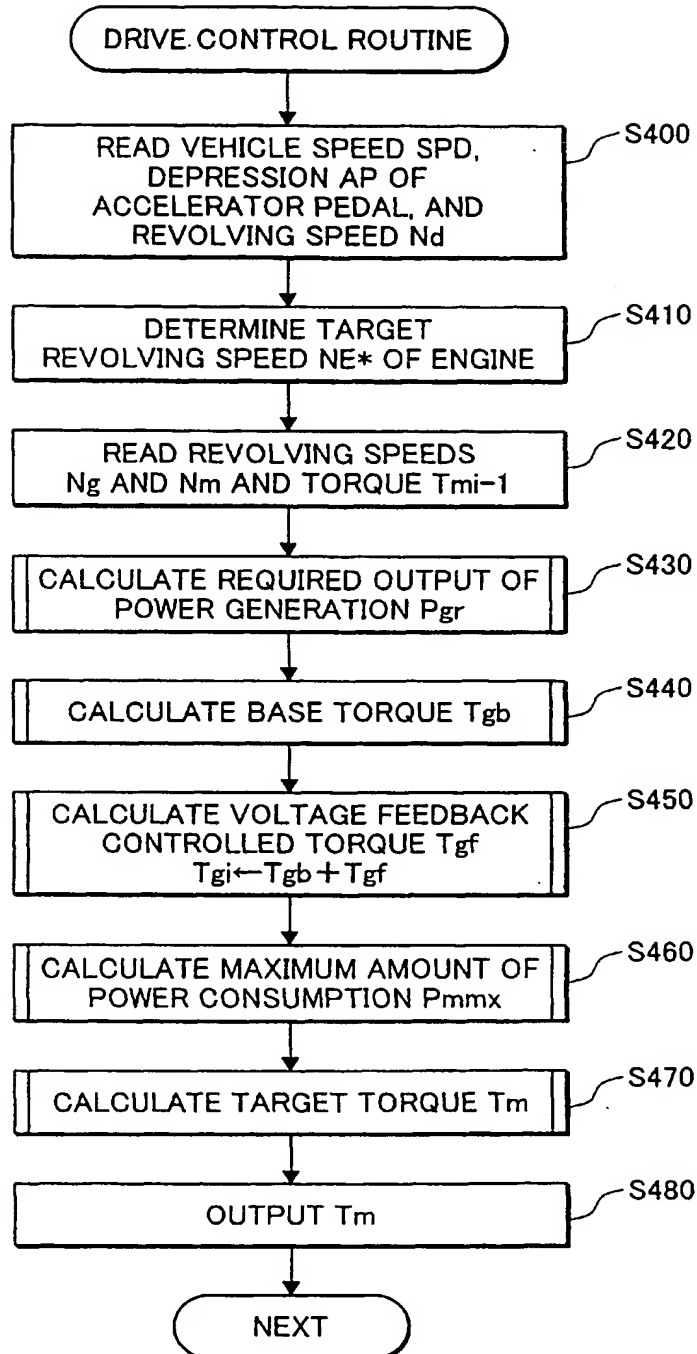 DRIVE CONTROL ROUTINE
S400
READ VEHICLE SPEED SPD,
DEPRESSION AP OF
ACCELERATOR PEDAL, AND
REVOLVING SPEED Nd
S410
DETERMINE TARGET
REVOLVING SPEED NE* OF ENGINE
S420
READ REVOLVING SPEEDS
Ng AND Nm AND TORQUE Tmi-1
S430
CALCULATE REQUIRED OUTPUT OF
POWER GENERATION Pgr
S440
CALCULATE BASE TORQUE Tgb
S450
CALCULATE VOLTAGE FEEDBACK
CONTROLLED TORQUE Tgf
Tgi←Tgb+Tgf
S460
CALCULATE MAXIMUM AMOUNT OF
POWER CONSUMPTION Pmmx
S470
CALCULATE TARGET TORQUE Tm
S480
OUTPUT Tm
NEXT